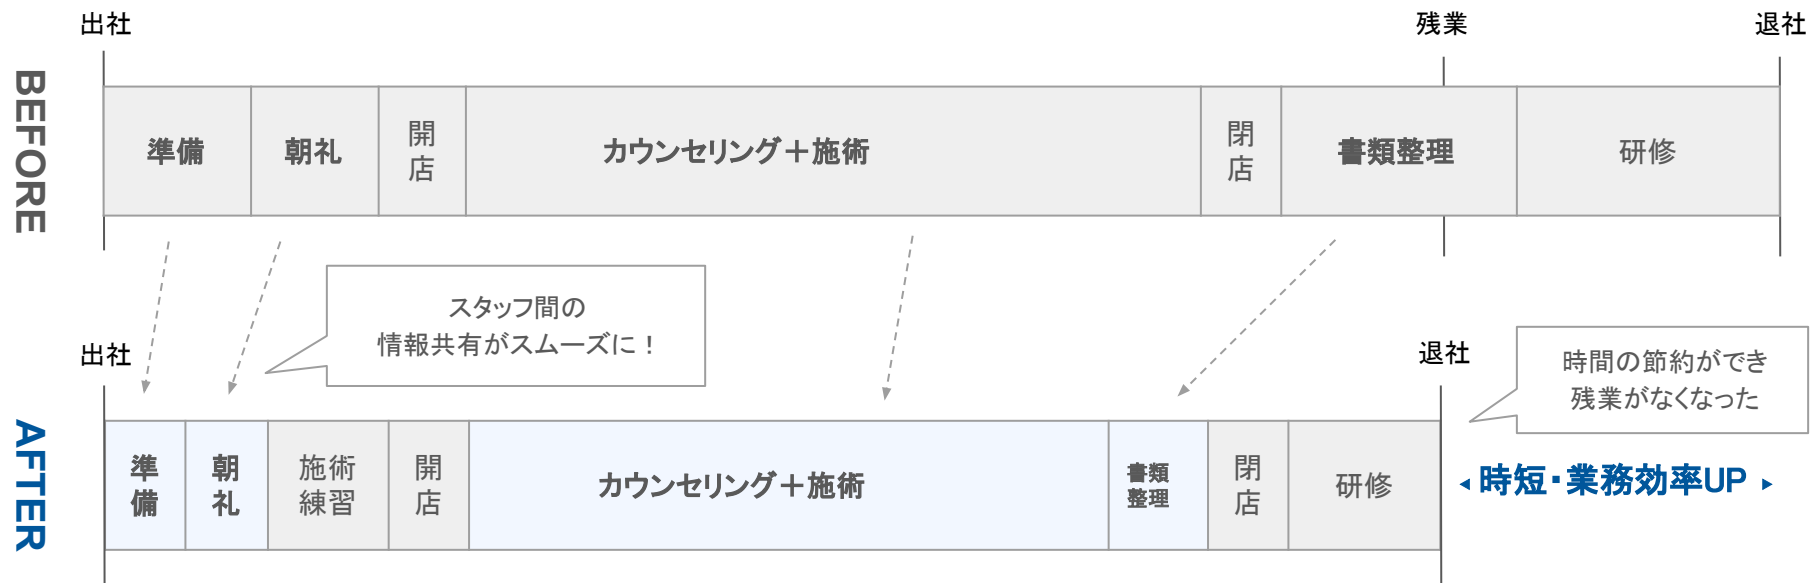 出社
残業
退社
BEFORE
準備
朝礼
開
店
カウンセリング＋施術
閉
店
書類整理
研修
スタッフ間の
情報共有がスムーズに！
出社
退社
時間の節約ができ
残業がなくなった
AFTER
準
備
朝
礼
施術
練習
開
店
カウンセリング＋施術
書類
整理
閉
店
研修
時短・業務効率UP